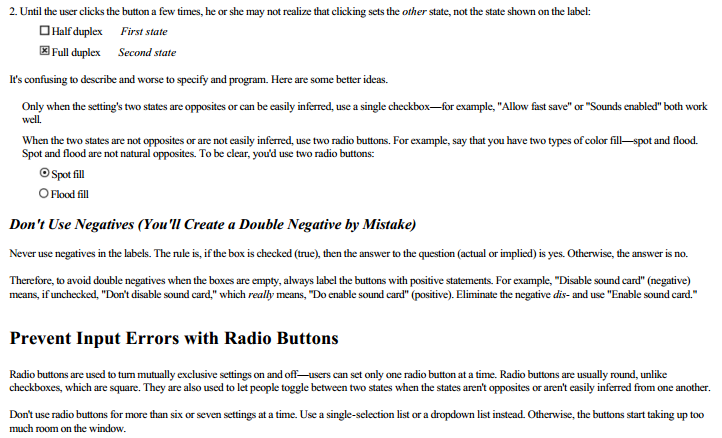 2. Until the user clicks the button a few times, he or she may not realize that clicking sets the other state, not the state shown on the label:
Half duplex First state
Full duplex Second state
It's confusing to describe and worse to specify and program. Here are some better ideas.
Only when the setting's two states are opposites or can be easily inferred, use a single checkbox—for example, "Allow fast save" or "Sounds enabled" both work
well.
When the two states are not opposites or are not easily inferred, use two radio buttons. For example, say that you have two types of color fill—spot and flood.
Spot and flood are not natural opposites. To be clear, you'd use two radio buttons:
Spot fill
Flood fill
Don't Use Negatives (You'll Create a Double Negative by Mistake)
Never use negatives in the labels. The rule is, if the box is checked (true), then the answer to the question (actual or implied) is yes. Otherwise, the answer is no.
Therefore, to avoid double negatives when the boxes are empty, always label the buttons with positive statements. For example, "Disable sound card" (negative)
means, if unchecked, "Don't disable sound card," which really means, "Do enable sound card" (positive). Eliminate the negative dis- and use "Enable sound card."
Prevent Input Errors with Radio Buttons
Radio buttons are used to turn mutually exclusive settings on and off—users can set only one radio button at a time. Radio buttons are usually round, unlike
checkboxes, which are square. They are also used to let people toggle between two states when the states aren't opposites or aren't easily inferred from one another.
Don't use radio buttons for more than six or seven settings at a time. Use a single-selection list or a dropdown list instead. Otherwise, the buttons start taking up too
much room on the window.